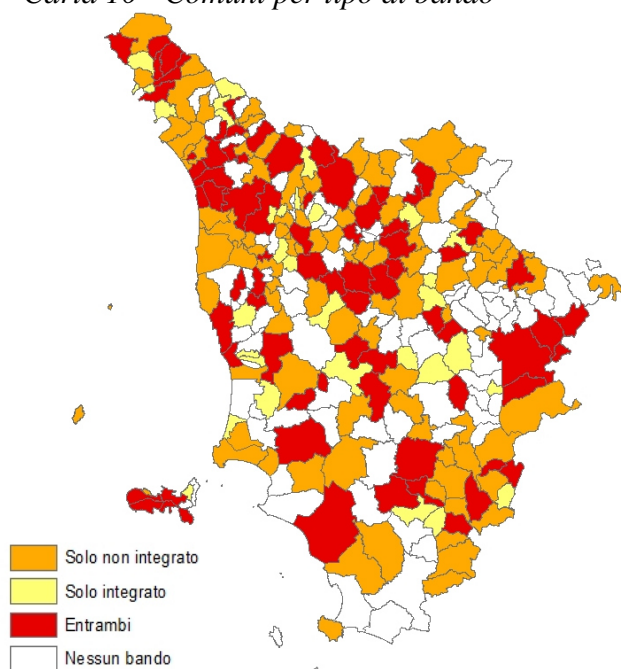 Carta 10 - Comuni per tipo di bando
Solo non integrato
Solo integrato
Entrambi
Nessun bando